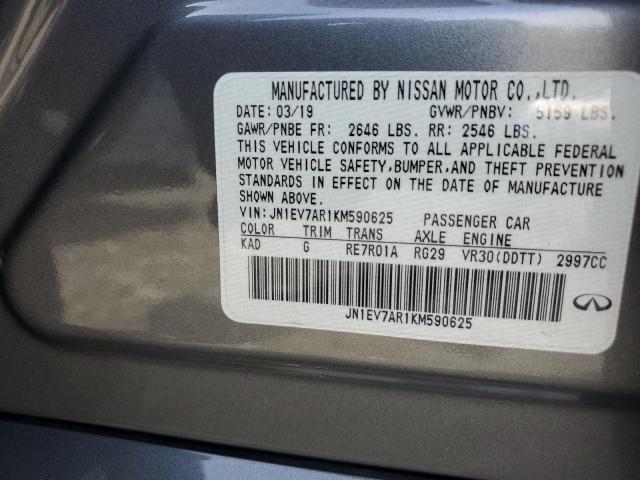 MANUFACTURED BY NISSAN MOTOR CO.,LTD.
DATE: 03/19 GVWR/PNBV: 5159 LBS.
GAWR/PNBE FR: 2646 LBS. RR: 2546 LBS.
THIS VEHICLE CONFORMS TO ALL APPLICABLE FEDERAL
MOTOR VEHICLE SAFETY,BUMPER,AND THEFT PREVENTION
STANDARDS IN EFFECT ON THE DATE OF MANUFACTURE
SHOWN ABOVE.
VIN:JN1EV7AR1KM590625 PASSENGER CAR
COLOR TRIM TRANS AXLE ENGINE
KAD G RE7R01A RG29 VR30(DDTT) 2997CC
JN1EV7AR1KM590625